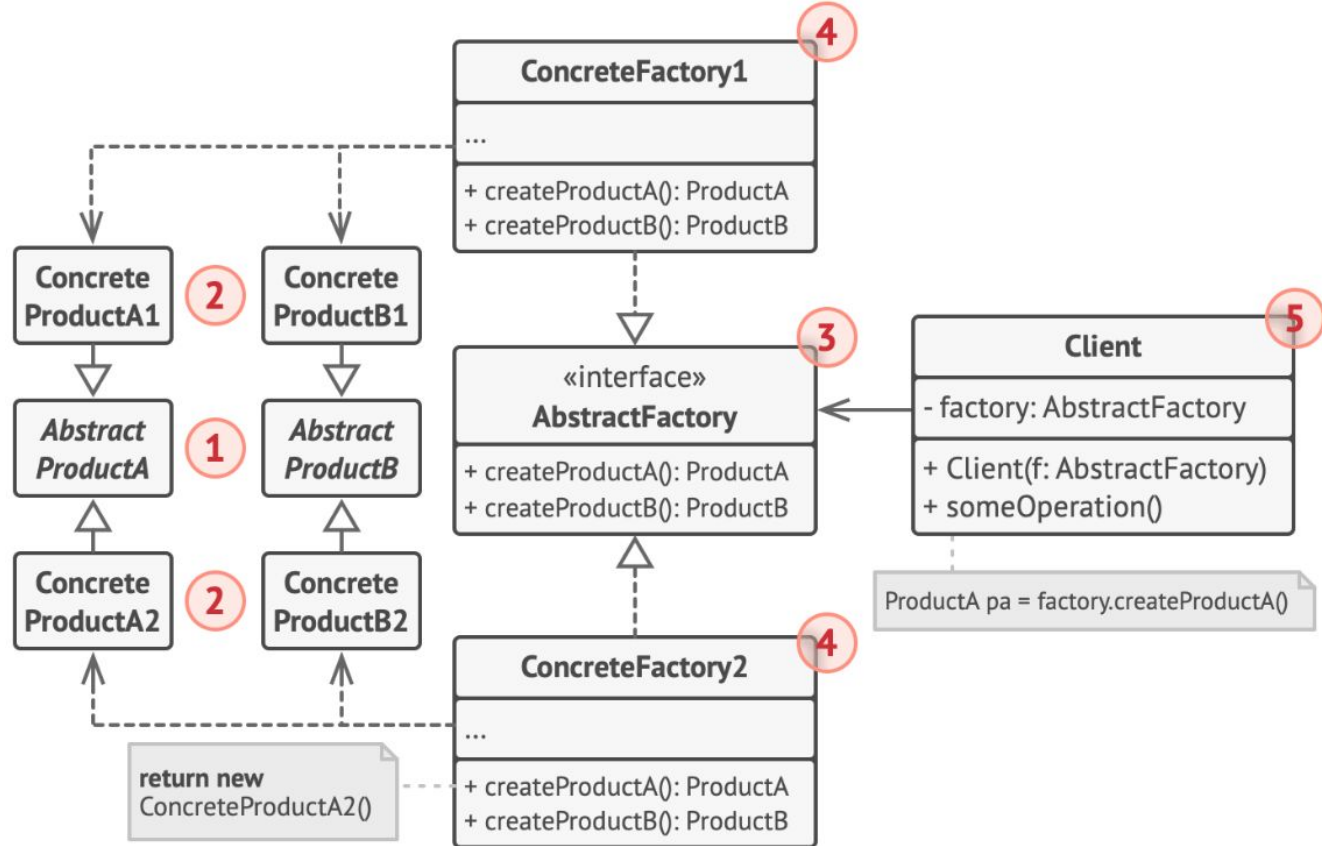 4
ConcreteFactory1
...
+ createProductA(): ProductA
+ createProductB(): ProductB
Concrete
ProductA1
2
Concrete
ProductB1
Abstract
ProductA
1
Abstract
ProductB
Concrete
ProductA2
2
Concrete
ProductB2
3
«interface»
AbstractFactory
+ createProductA(): ProductA
+ createProductB(): ProductB
5
Client
- factory: AbstractFactory
+ Client(f: AbstractFactory)
+ someOperation()
ProductA pa = factory.createProductA()
4
ConcreteFactory2
...
+ createProductA(): ProductA
+ createProductB(): ProductB
return new
ConcreteProductA2()